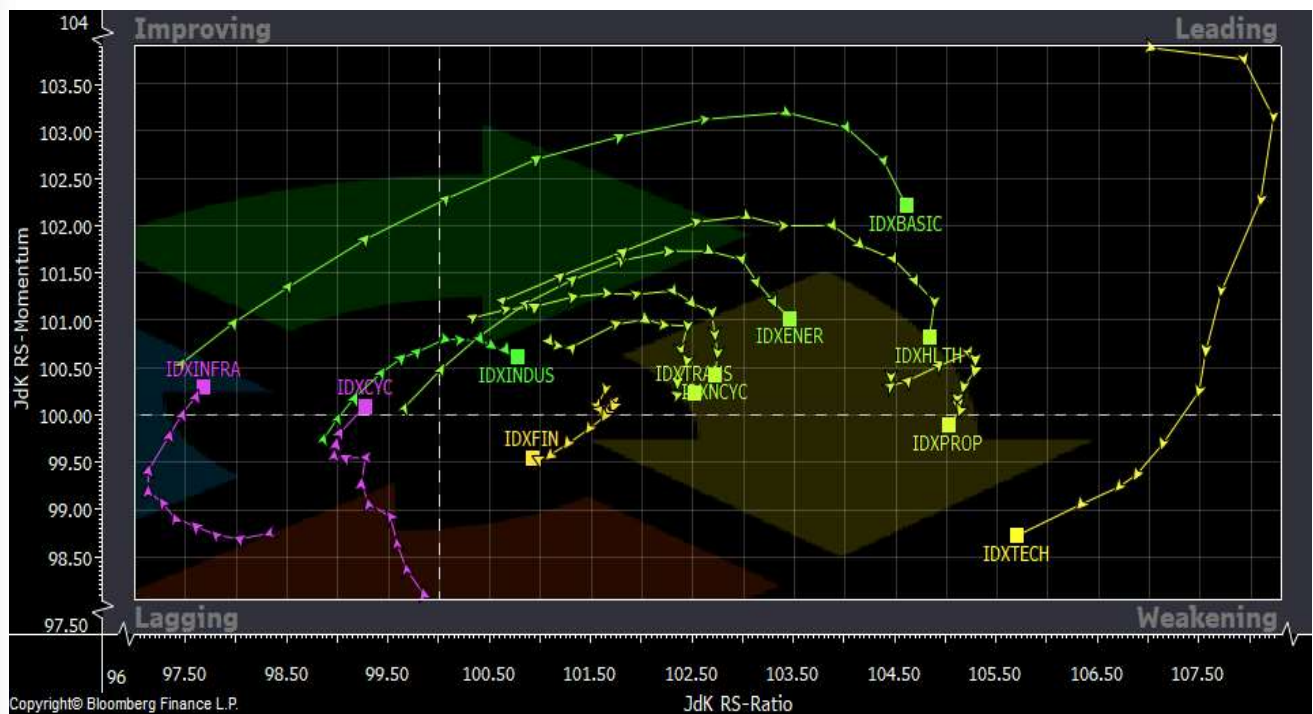 104
Improving
Leading
103.50
103.00
102.50
102.00
101.50
101.00
100.50
100.00
99.50
99.00
98.50
97.50
JdK RS-Momentum
IDXBASIC
IDXENER
IDXHLTH
IDXINFRA
IDXCYC
IDXINDUS
IDXTRANS
IDXNCYC
IDXFIN
IDXPROP
IDXTECH
Lagging
Weakening
96
97.50
98.50
99.50
100.50
101.50
102.50
103.50
104.50
105.50
106.50
107.50
Copyright© Bloomberg Finance L.P.
JdK RS-Ratio